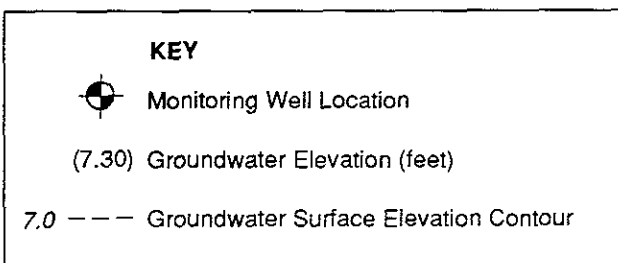 KEY
Monitoring Well Location
(7.30) Groundwater Elevation (feet)
7.0 --- Groundwater Surface Elevation Contour